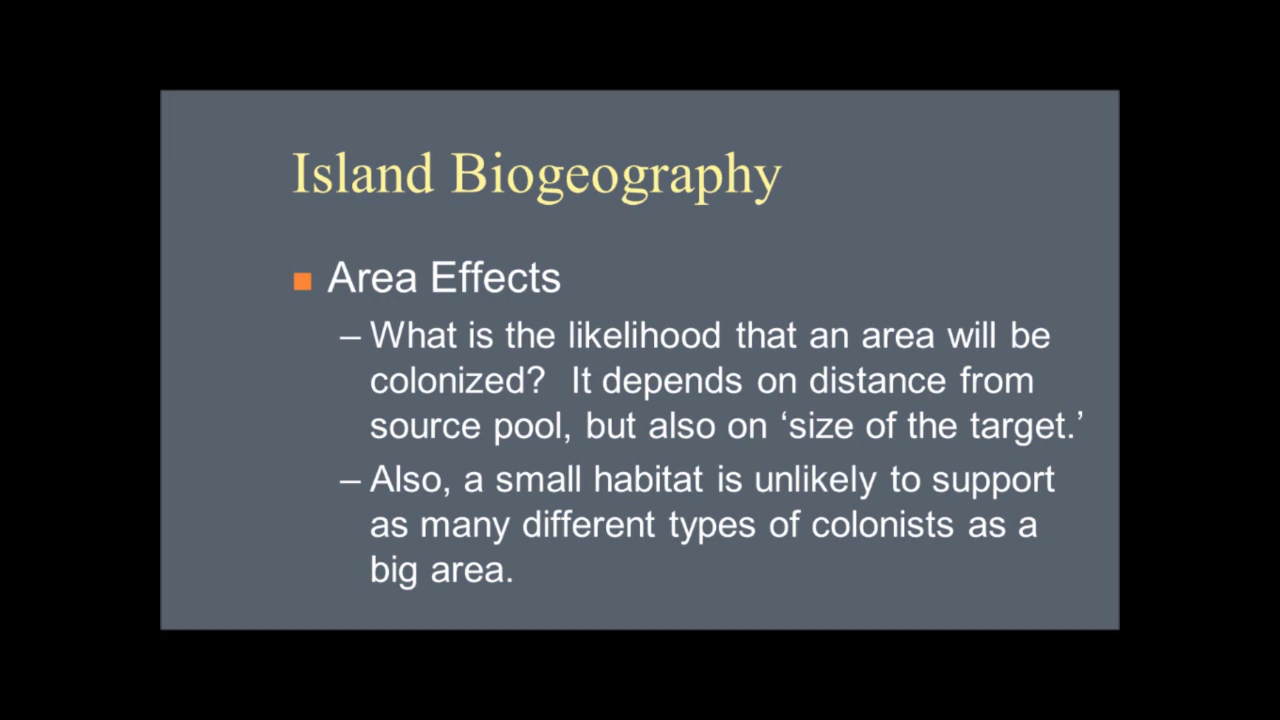 Island Biogeography
■ Area Effects
– What is the likelihood that an area will be
colonized? It depends on distance from
source pool, but also on ‘size of the target.’
– Also, a small habitat is unlikely to support
as many different types of colonists as a
big area.